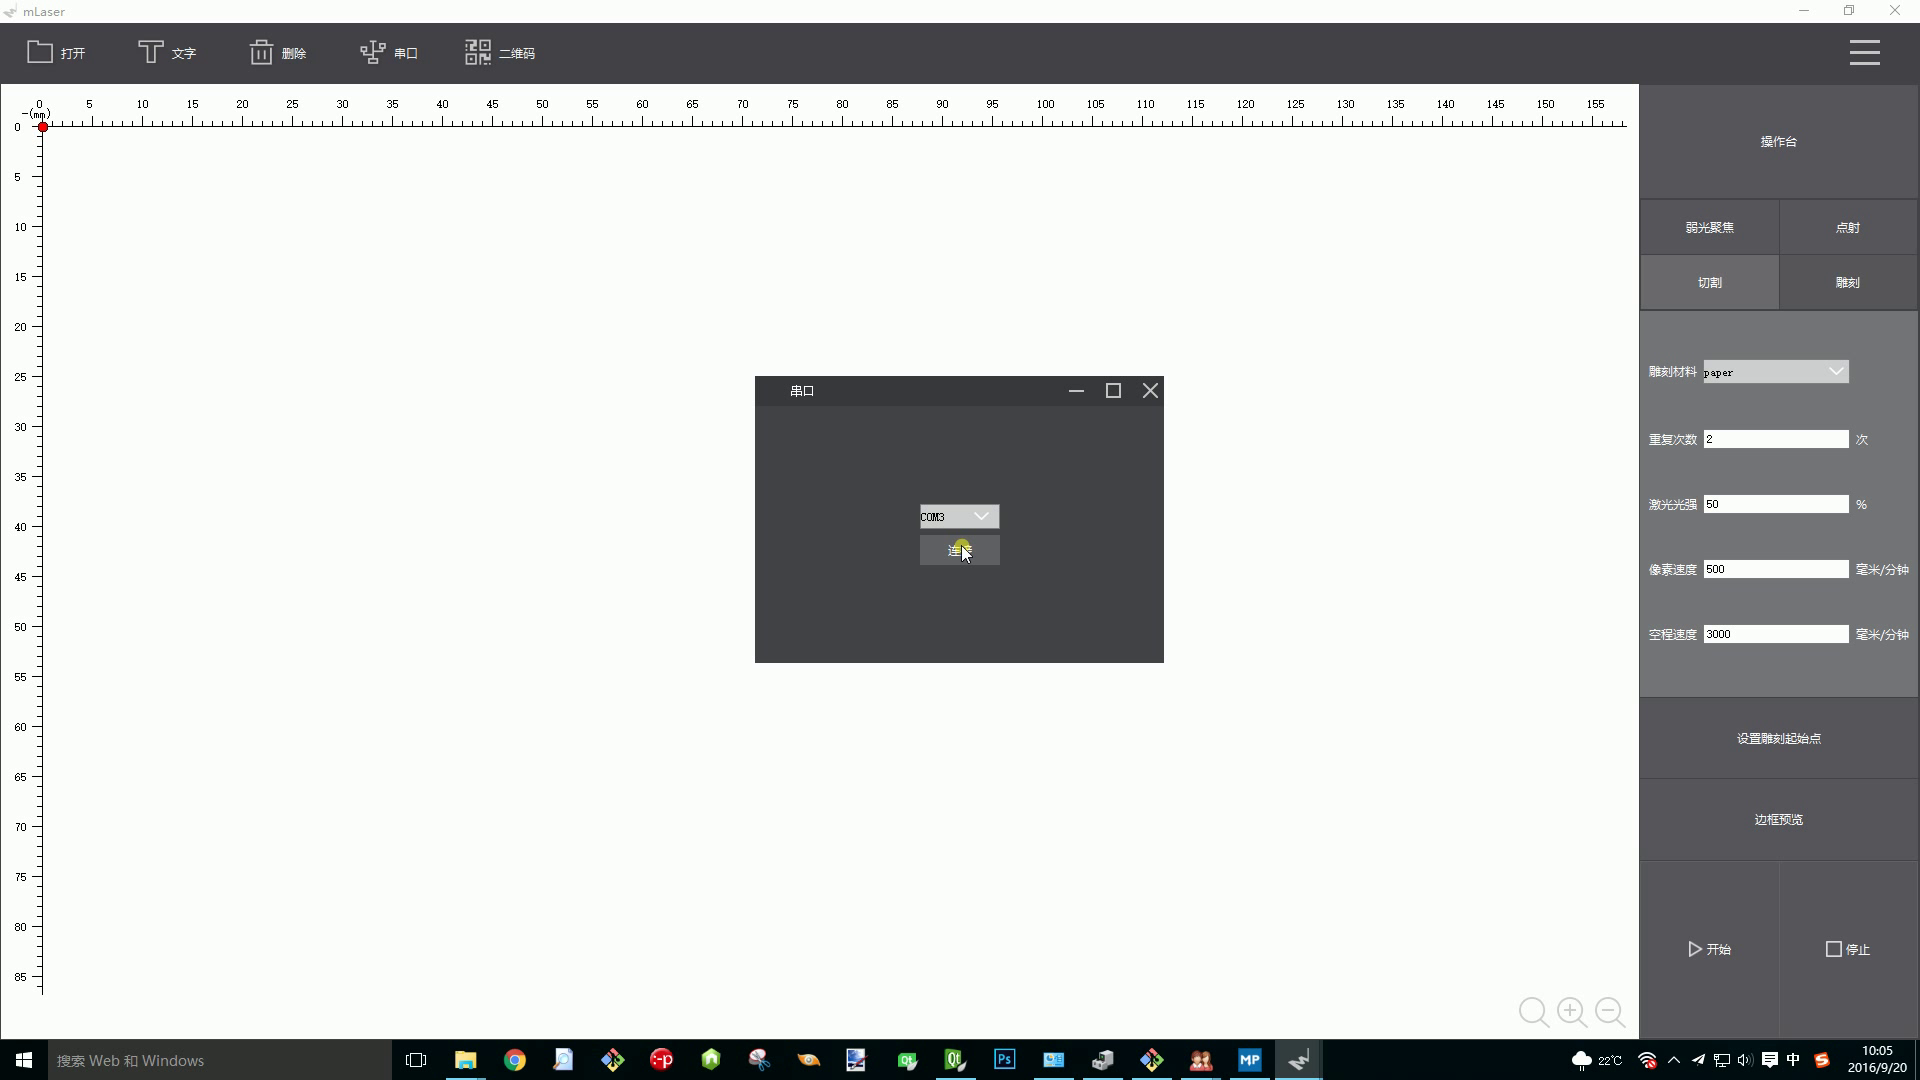 mLaser
打开 文字 删除 串口 二维码
0 5 10 15 20 25 30 35 40 45 50 55 60 65 70 75 80 85 90 95 100 105 110 115 120 125 130 135 140 145 150 155
(mm)
0
5
10
15
20
25
30
35
40
45
50
55
60
65
70
75
80
85
串口
COM3
操作台
弱光聚焦 点射
切割 雕刻
雕刻材料 paper
重复次数 2 次
激光光强 50 %
像素速度 500 毫米/分钟
空程速度 3000 毫米/分钟
设置雕刻起始点
边框预览
开始 停止
搜索 Web 和 Windows
Qt Qt Ps MP
22℃
中
S
10:05
2016/9/20